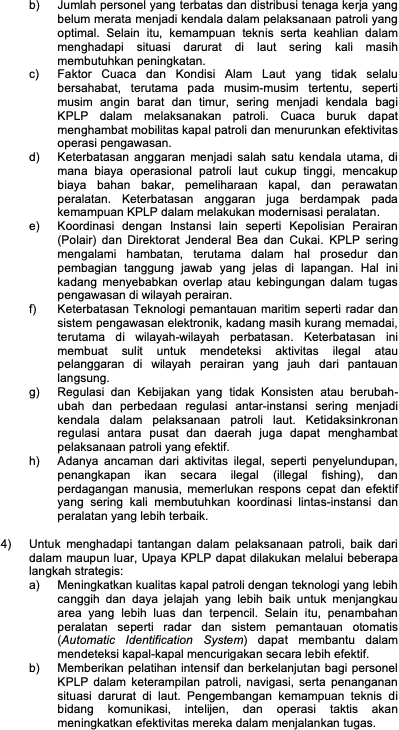 b) Jumlah personel yang terbatas dan distribusi tenaga kerja yang
belum merata menjadi kendala dalam pelaksanaan patroli yang
optimal. Selain itu, kemampuan teknis serta keahlian dalam
menghadapi situasi darurat di laut sering kali masih
membutuhkan peningkatan.
c) Faktor Cuaca dan Kondisi Alam Laut yang tidak selalu
bersahabat, terutama pada musim-musim tertentu, seperti
musim angin barat dan timur, sering menjadi kendala bagi
KPLP dalam melaksanakan patroli. Cuaca buruk dapat
menghambat mobilitas kapal patroli dan menurunkan efektivitas
operasi pengawasan.
d) Keterbatasan anggaran menjadi salah satu kendala utama, di
mana biaya operasional patroli laut cukup tinggi, mencakup
biaya bahan bakar, pemeliharaan kapal, dan perawatan
peralatan. Keterbatasan anggaran juga berdampak pada
kemampuan KPLP dalam melakukan modernisasi peralatan.
e) Koordinasi dengan Instansi lain seperti Kepolisian Perairan
(Polair) dan Direktorat Jenderal Bea dan Cukai. KPLP sering
mengalami hambatan, terutama dalam hal prosedur dan
pembagian tanggung jawab yang jelas di lapangan. Hal ini
kadang menyebabkan overlap atau kebingungan dalam tugas
pengawasan di wilayah perairan.
f) Keterbatasan Teknologi pemantauan maritim seperti radar dan
sistem pengawasan elektronik, kadang masih kurang memadai,
terutama di wilayah-wilayah perbatasan. Keterbatasan ini
membuat sulit untuk mendeteksi aktivitas ilegal atau
pelanggaran di wilayah perairan yang jauh dari pantauan
langsung.
g) Regulasi dan Kebijakan yang tidak Konsisten atau berubah-
ubah dan perbedaan regulasi antar-instansi sering menjadi
kendala dalam pelaksanaan patroli laut. Ketidaksinkronan
regulasi antara pusat dan daerah juga dapat menghambat
pelaksanaan patroli yang efektif.
h) Adanya ancaman dari aktivitas ilegal, seperti penyelundupan,
penangkapan ikan secara ilegal (illegal fishing), dan
perdagangan manusia, memerlukan respons cepat dan efektif
yang sering kali membutuhkan koordinasi lintas-instansi dan
peralatan yang lebih terbaik.
4) Untuk menghadapi tantangan dalam pelaksanaan patroli, baik dari
dalam maupun luar, Upaya KPLP dapat dilakukan melalui beberapa
langkah strategis:
a) Meningkatkan kualitas kapal patroli dengan teknologi yang lebih
canggih dan daya jelajah yang lebih baik untuk menjangkau
area yang lebih luas dan terpencil. Selain itu, penambahan
peralatan seperti radar dan sistem pemantauan otomatis
(Automatic Identification System) dapat membantu dalam
mendeteksi kapal-kapal mencurigakan secara lebih efektif.
b) Memberikan pelatihan intensif dan berkelanjutan bagi personel
KPLP dalam keterampilan patroli, navigasi, serta penanganan
situasi darurat di laut. Pengembangan kemampuan teknis di
bidang komunikasi, intelijen, dan operasi taktis akan
meningkatkan efektivitas mereka dalam menjalankan tugas.